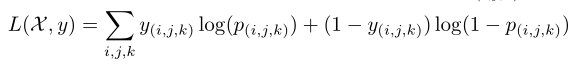 L(𝒳, y) = ∑_{i,j,k} y_{(i,j,k)} log(p_{(i,j,k)}) + (1 − y_{(i,j,k)}) log(1 − p_{(i,j,k)})